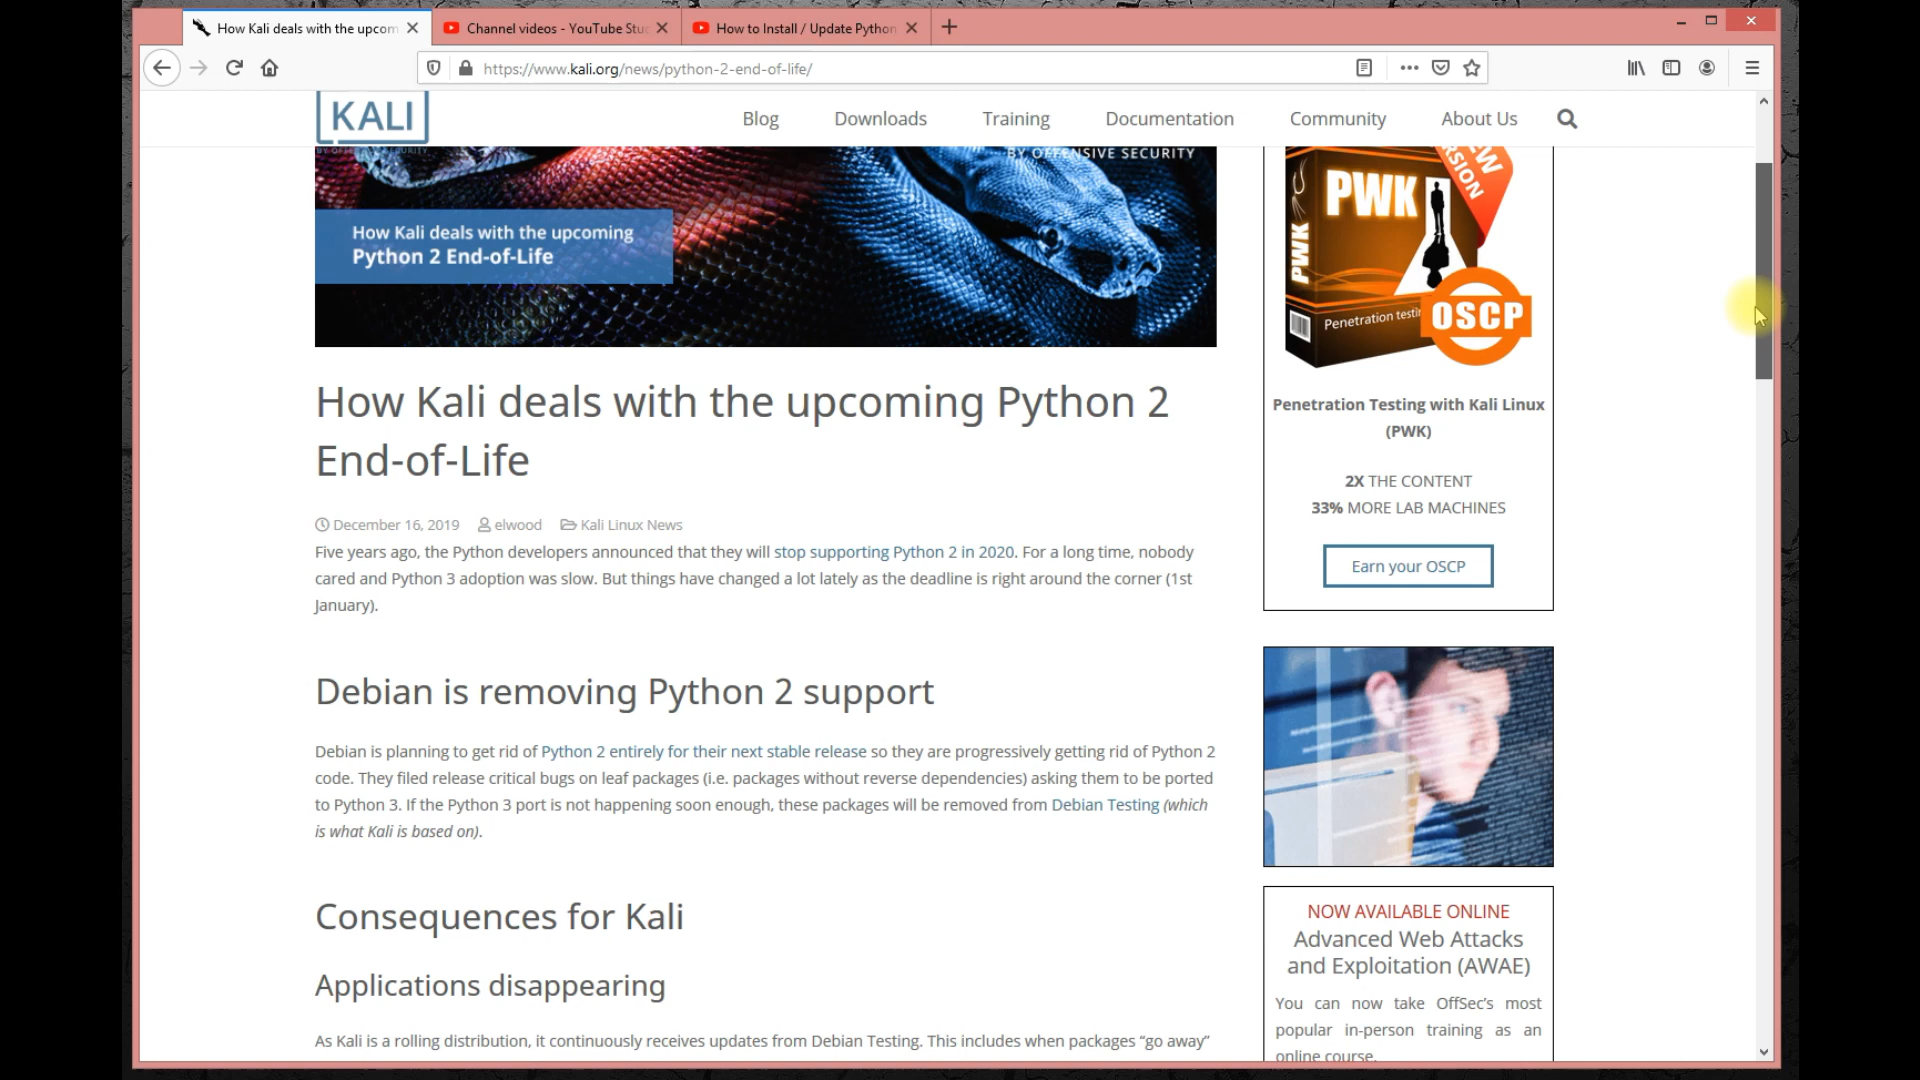 How Kali deals with the upcom
Channel videos - YouTube Stu
How to Install / Update Python
https://www.kali.org/news/python-2-end-of-life/
KALI
BY OFFENSIVE SECURITY
Blog
Downloads
Training
Documentation
Community
About Us
BY OFFENSIVE SECURITY
How Kali deals with the upcoming
Python 2 End-of-Life
How Kali deals with the upcoming Python 2
End-of-Life
December 16, 2019 elwood Kali Linux News
Five years ago, the Python developers announced that they will stop supporting Python 2 in 2020. For a long time, nobody
cared and Python 3 adoption was slow. But things have changed a lot lately as the deadline is right around the corner (1st
January).
Debian is removing Python 2 support
Debian is planning to get rid of Python 2 entirely for their next stable release so they are progressively getting rid of Python 2
code. They filed release critical bugs on leaf packages (i.e. packages without reverse dependencies) asking them to be ported
to Python 3. If the Python 3 port is not happening soon enough, these packages will be removed from Debian Testing (which
is what Kali is based on).
Consequences for Kali
Applications disappearing
As Kali is a rolling distribution, it continuously receives updates from Debian Testing. This includes when packages “go away”
PWK
PWK
Penetration testi
OSCP
Penetration Testing with Kali Linux
(PWK)
2X THE CONTENT
33% MORE LAB MACHINES
Earn your OSCP
NOW AVAILABLE ONLINE
Advanced Web Attacks
and Exploitation (AWAE)
You can now take OffSec’s most
popular in-person training as an
online course.